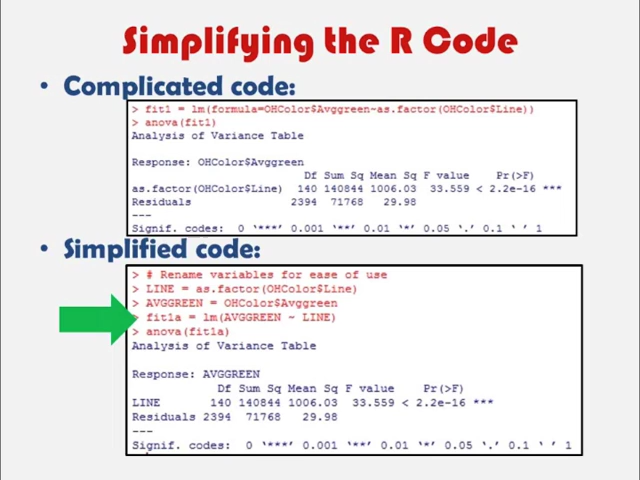 Simplifying the R Code
• Complicated code:
> fit1 = lm(formula=OHColor$Avggreen~as.factor(OHColor$Line))
> anova(fit1)
Analysis of Variance Table
Response: OHColor$Avggreen
Df Sum Sq Mean Sq F value Pr(>F)
as.factor(OHColor$Line) 140 140844 1006.03 33.559 < 2.2e-16 ***
Residuals 2394 71768 29.98
---
Signif. codes: 0 '***' 0.001 '**' 0.01 '*' 0.05 '.' 0.1 ' ' 1
• Simplified code:
> # Rename variables for ease of use
> LINE = as.factor(OHColor$Line)
> AVGGREEN = OHColor$Avggreen
> fit1a = lm(AVGGREEN ~ LINE)
> anova(fit1a)
Analysis of Variance Table
Response: AVGGREEN
Df Sum Sq Mean Sq F value Pr(>F)
LINE 140 140844 1006.03 33.559 < 2.2e-16 ***
Residuals 2394 71768 29.98
---
Signif. codes: 0 '***' 0.001 '**' 0.01 '*' 0.05 '.' 0.1 ' ' 1